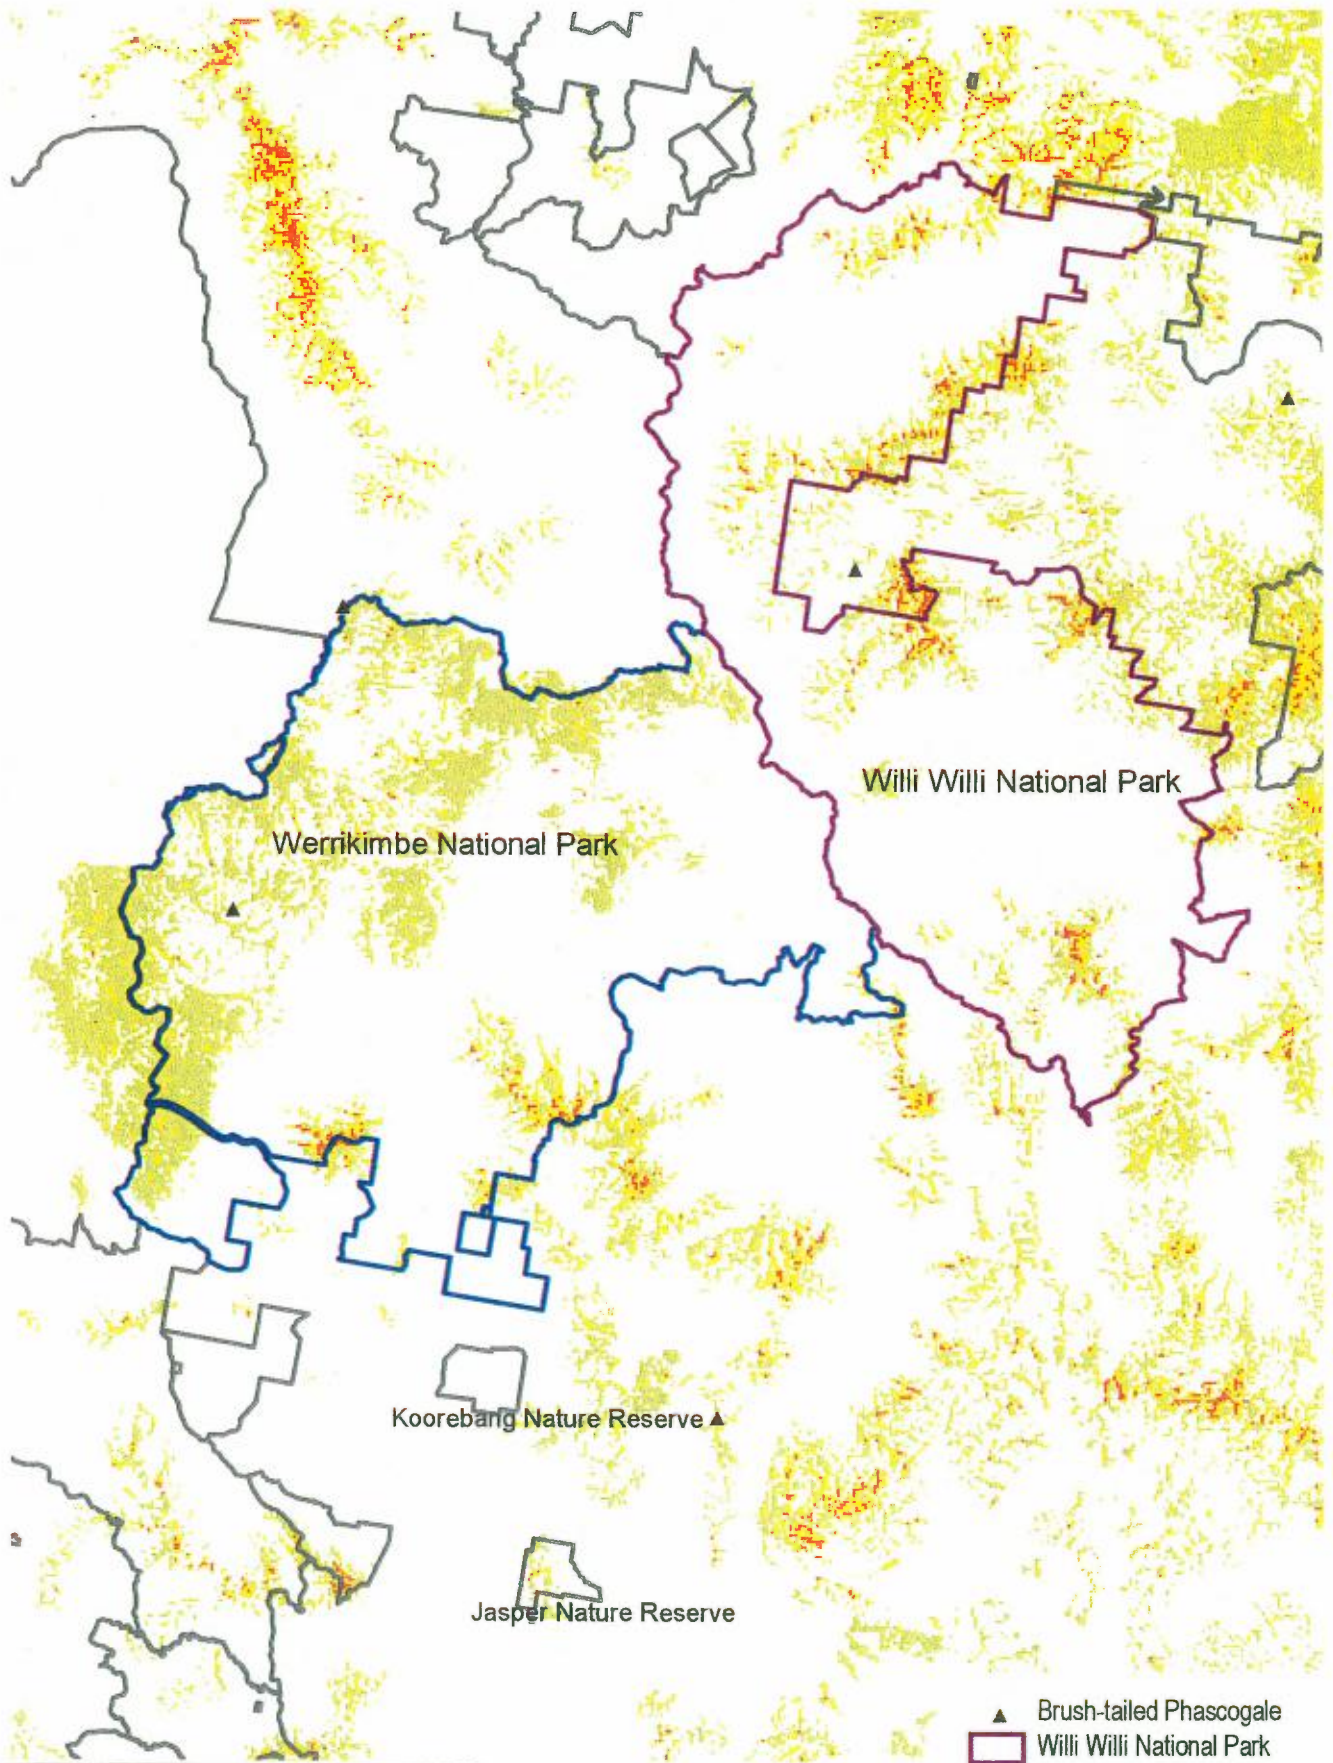 Willi Willi National Park
Werrikimbe National Park
Koorebang Nature Reserve
Jasper Nature Reserve
Brush-tailed Phascogale
Willi Willi National Park